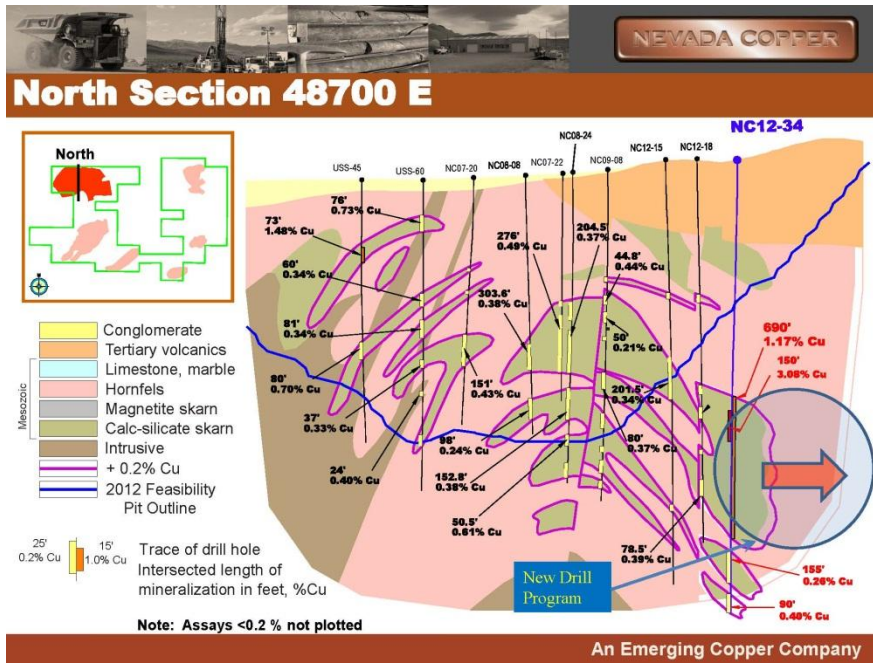 NEVADA COPPER
North Section 48700 E
North
NC12-34
NC08-24
USS-45
USS-60
NC07-20
NC08-08
NC07-22
NC09-08
NC12-15
NC12-18
76'
0.73% Cu
73'
1.48% Cu
60'
0.34% Cu
81'
0.34% Cu
80'
0.70% Cu
37'
0.33% Cu
24'
0.40% Cu
151'
0.43% Cu
303.6'
0.38% Cu
276'
0.49% Cu
204.5'
0.37% Cu
44.8'
0.44% Cu
50'
0.21% Cu
201.5'
0.34% Cu
80'
0.37% Cu
98'
0.24% Cu
152.8'
0.38% Cu
50.5'
0.61% Cu
78.5'
0.39% Cu
690'
1.17% Cu
150'
3.08% Cu
155'
0.26% Cu
90'
0.40% Cu
New Drill
Program
Conglomerate
Tertiary volcanics
Mesozoic
Limestone, marble
Hornfels
Magnetite skarn
Calc-silicate skarn
Intrusive
+ 0.2% Cu
2012 Feasibility
Pit Outline
25'
0.2% Cu
15'
1.0% Cu
Trace of drill hole
Intersected length of
mineralization in feet, %Cu
Note: Assays <0.2 % not plotted
An Emerging Copper Company